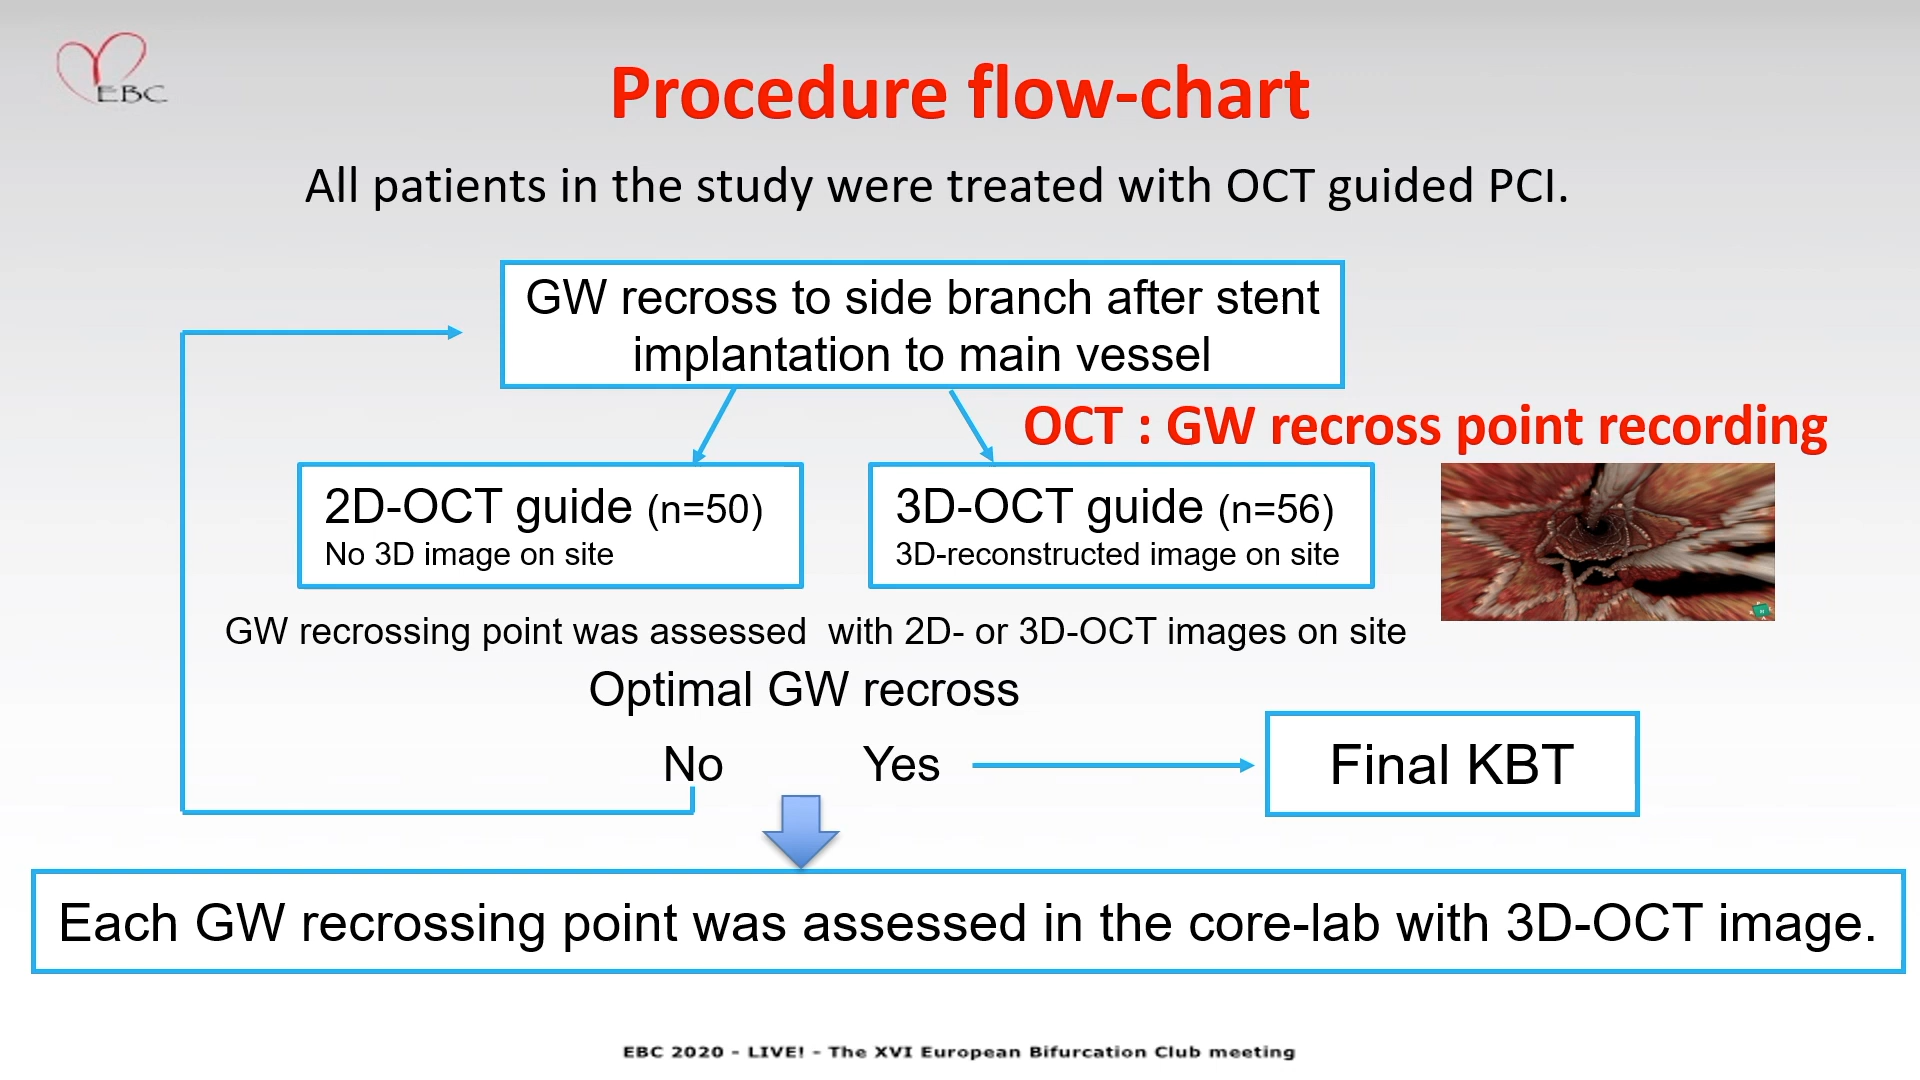 EBC
Procedure flow-chart
All patients in the study were treated with OCT guided PCI.
GW recross to side branch after stent
implantation to main vessel
OCT : GW recross point recording
2D-OCT guide (n=50)
No 3D image on site
3D-OCT guide (n=56)
3D-reconstructed image on site
GW recrossing point was assessed  with 2D- or 3D-OCT images on site
Optimal GW recross
No
Yes
Final KBT
Each GW recrossing point was assessed in the core-lab with 3D-OCT image.
EBC 2020 - LIVE! - The XVI European Bifurcation Club meeting